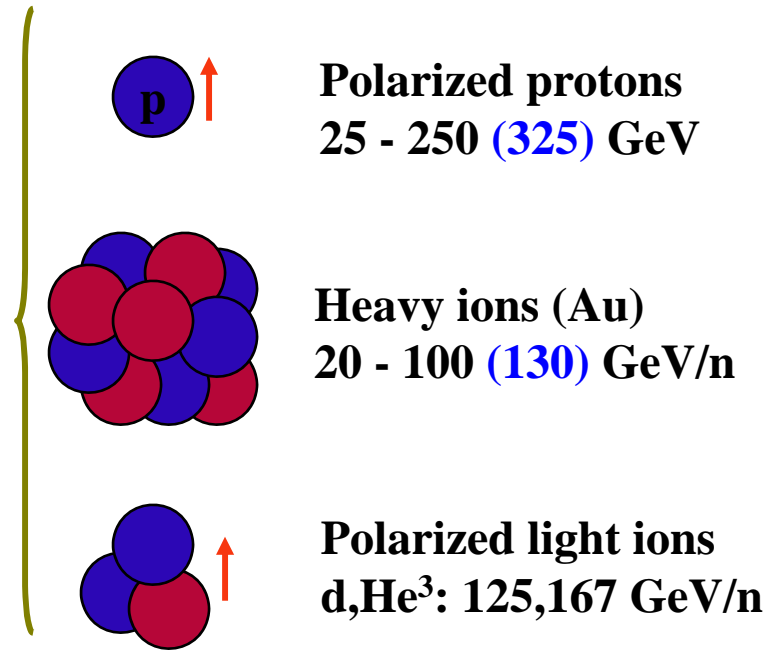 p
Polarized protons
25 - 250 (325) GeV
Heavy ions (Au)
20 - 100 (130) GeV/n
Polarized light ions
d,He³: 125,167 GeV/n